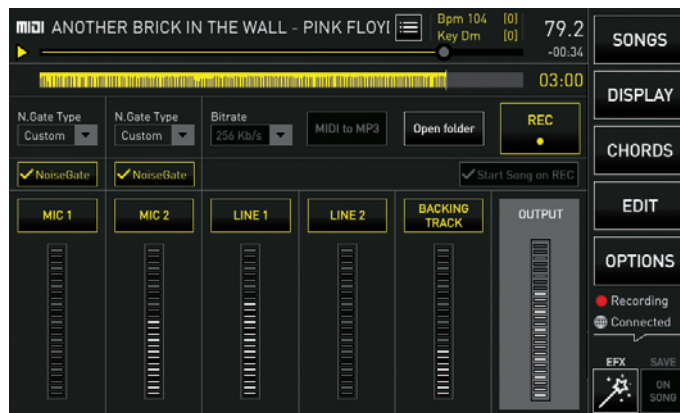 MIDI ANOTHER BRICK IN THE WALL - PINK FLOYI
Bpm 104 [0]
Key Dm [0]
79.2
-00:34
03:00
N.Gate Type
Custom
N.Gate Type
Custom
Bitrate
256 Kb/s
MIDI to MP3
Open folder
REC
NoiseGate
NoiseGate
Start Song on REC
MIC 1
MIC 2
LINE 1
LINE 2
BACKING
TRACK
OUTPUT
SONGS
DISPLAY
CHORDS
EDIT
OPTIONS
Recording
Connected
EFX
SAVE
ON
SONG